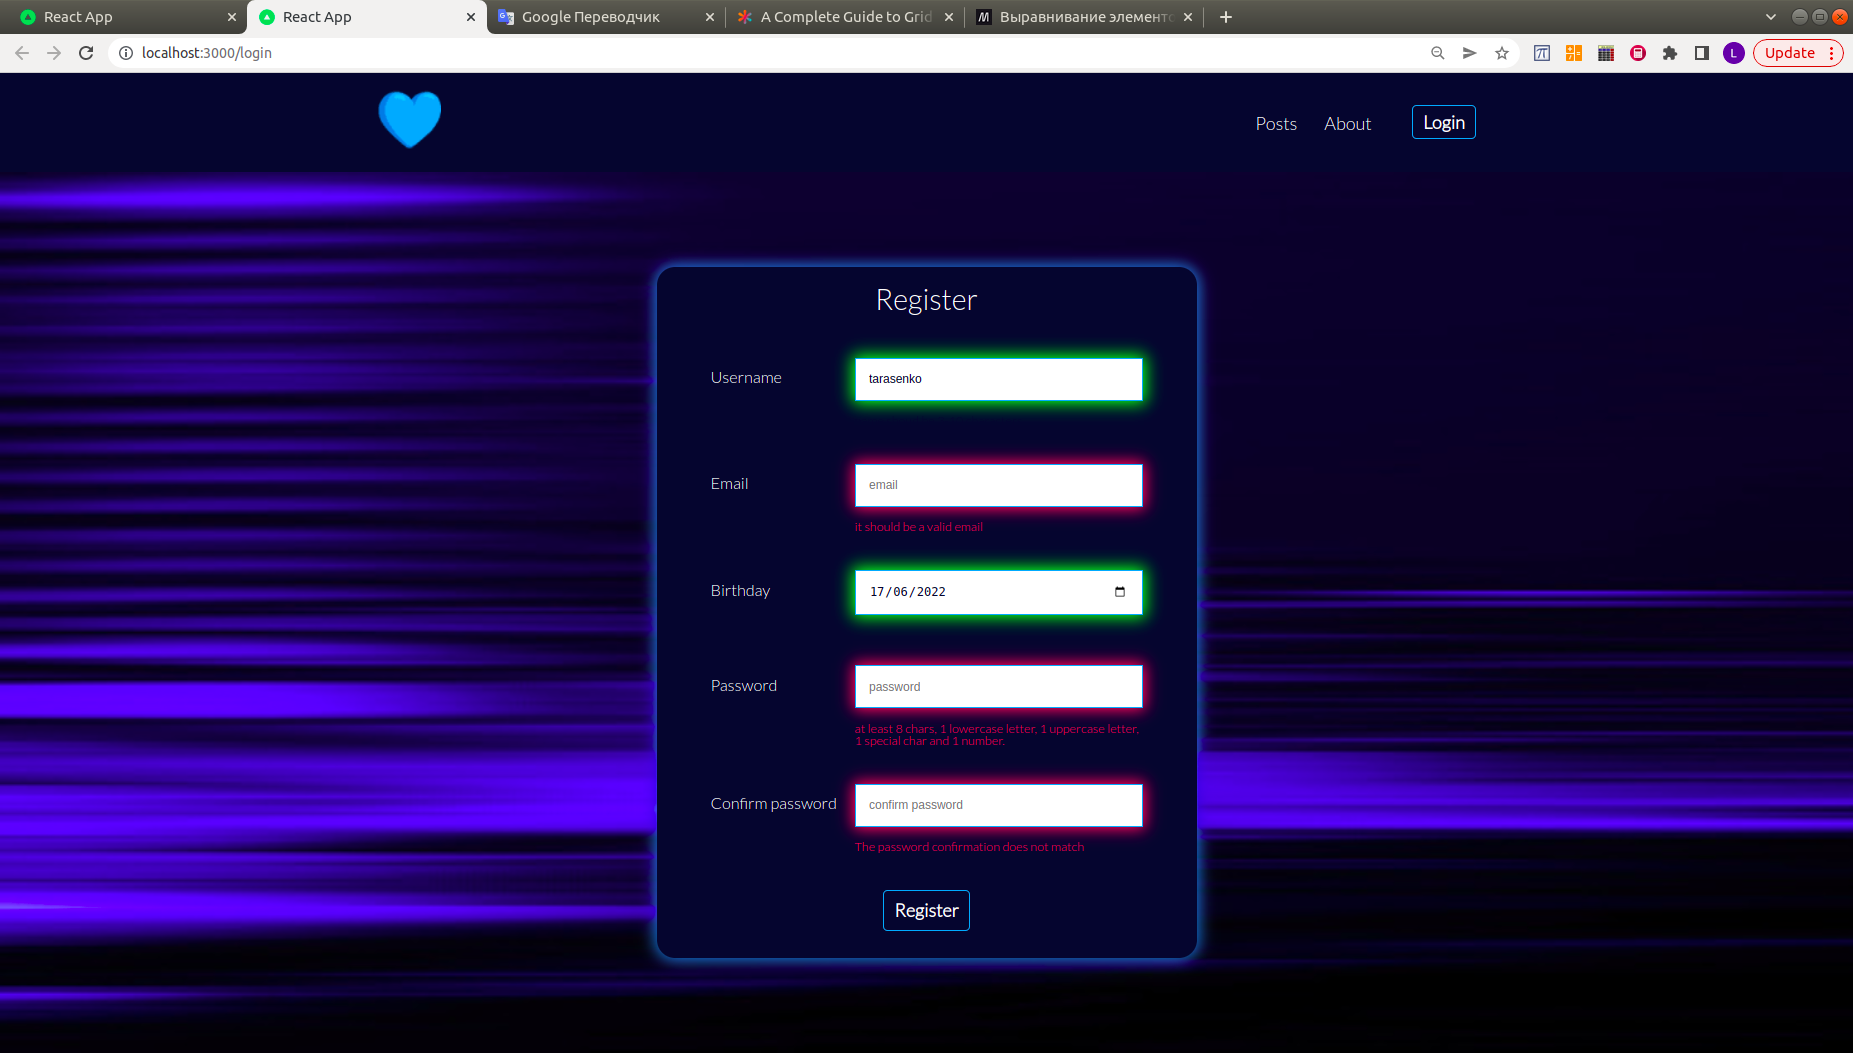 React App
React App
Google Переводчик
A Complete Guide to Grid
Выравнивание элементо
localhost:3000/login
L
Update
Posts
About
Login
Register
Username
tarasenko
Email
email
it should be a valid email
Birthday
17/06/2022
Password
password
at least 8 chars, 1 lowercase letter, 1 uppercase letter,
1 special char and 1 number.
Confirm password
confirm password
The password confirmation does not match
Register